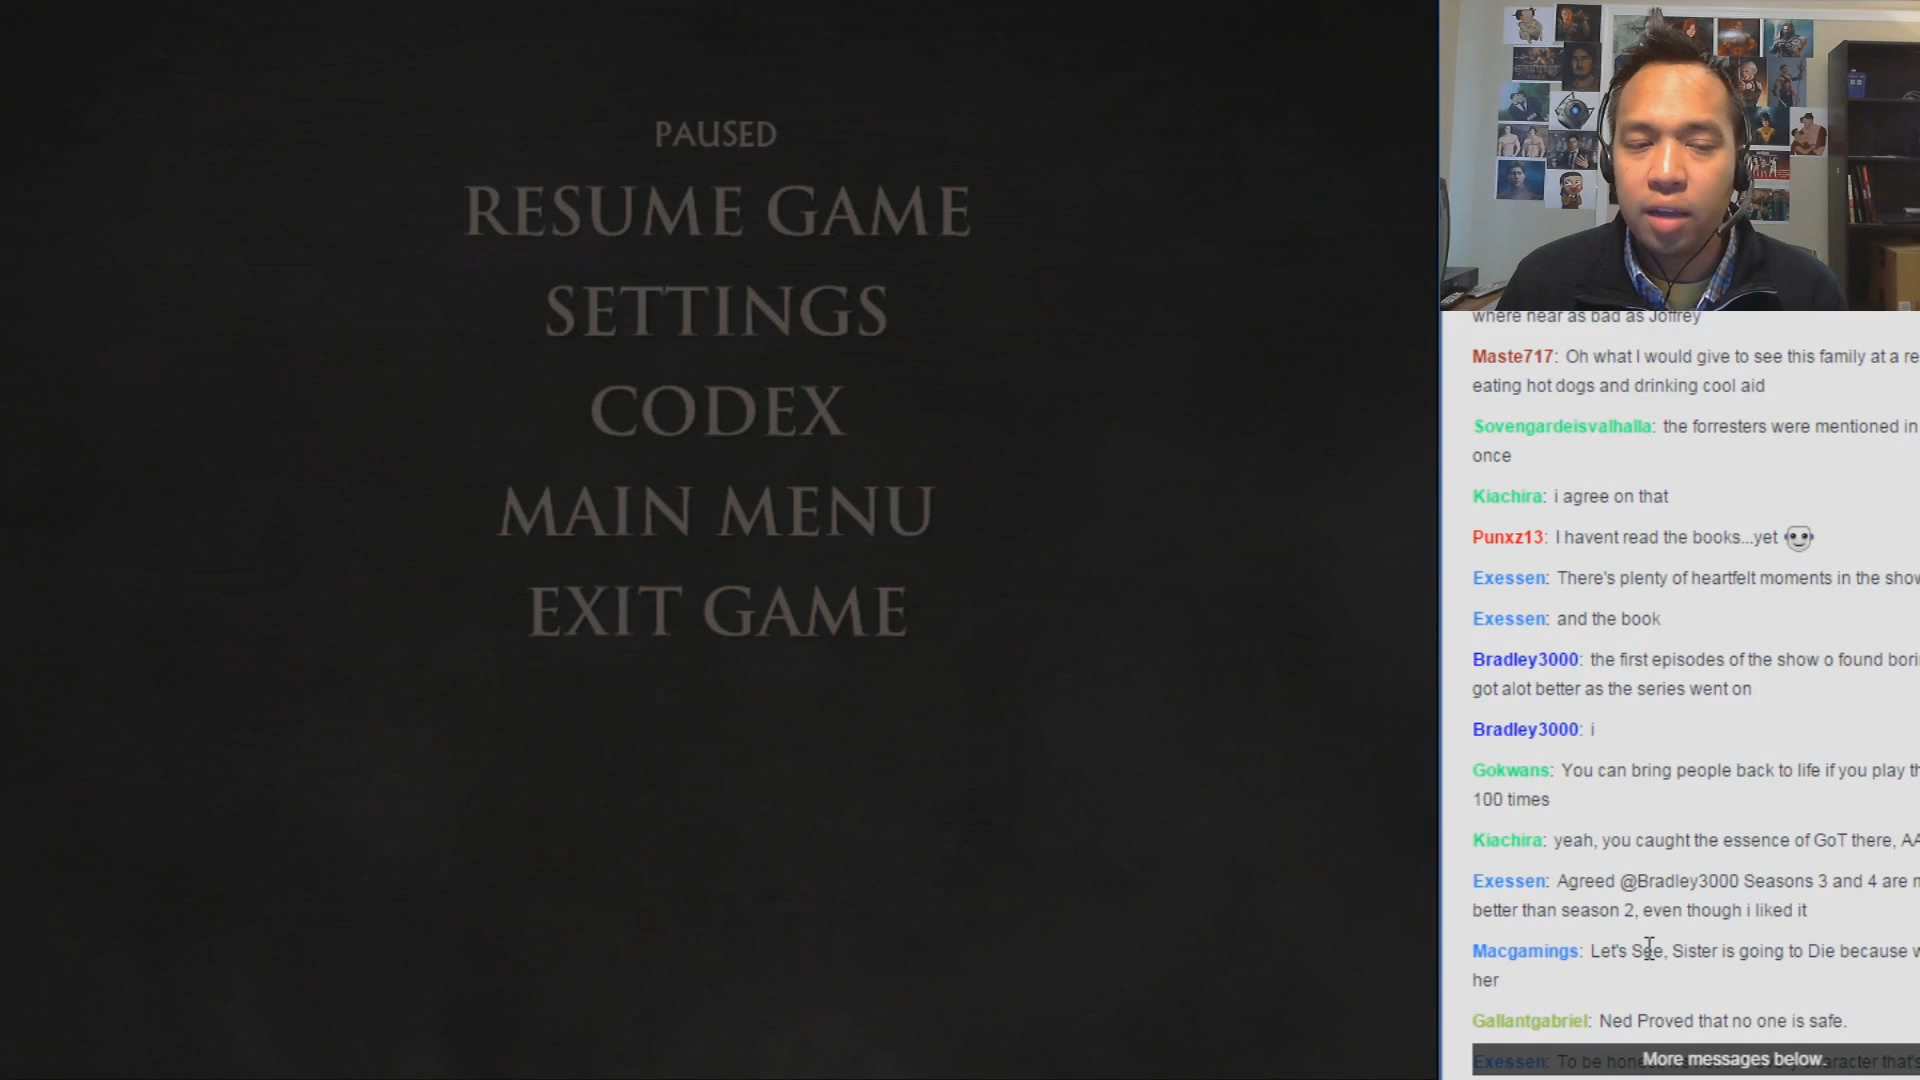 PAUSED
RESUME GAME
SETTINGS
CODEX
MAIN MENU
EXIT GAME
where near as bad as Joffrey
Maste717: Oh what I would give to see this family at a
eating hot dogs and drinking cool aid
Sovengardeisvalhalla: the forresters were mentioned in
once
Kiachira: i agree on that
Punxz13: I havent read the books...yet
Exessen: There's plenty of heartfelt moments in the show
Exessen: and the book
Bradley3000: the first episodes of the show o found
got alot better as the series went on
Bradley3000: i
Gokwans: You can bring people back to life if you play
100 times
Kiachira: yeah, you caught the essence of GoT there,
Exessen: Agreed @Bradley3000 Seasons 3 and 4 are
better than season 2, even though i liked it
Macgamings: Let's See, Sister is going to Die because
her
Gallantgabriel: Ned Proved that no one is safe.
Exessen: To be
More messages below.